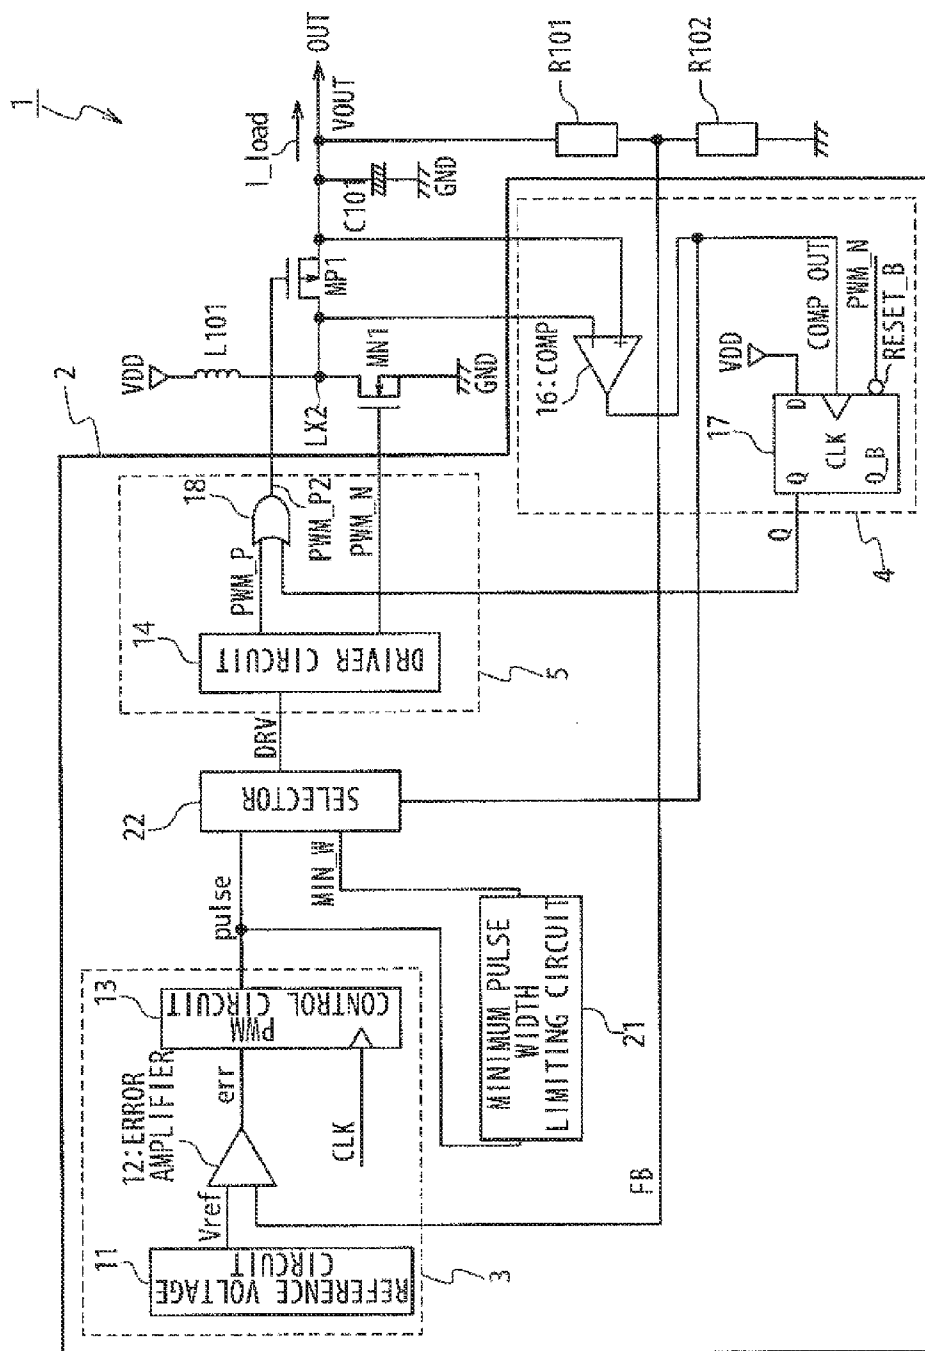 1
2
I_load
OUT
VOUT
VDD
L101
LX2
MP1
MN1
GND
C101
GND
R101
R102
16:COMP
COMP OUT
PWM_N
RESET_B
VDD
17
D
CLK
Q
Q_B
Q
4
18
PWM_P
PWM_P2
PWM_N
14
DRIVER CIRCUIT
5
DRV
22
SELECTOR
MIN_W
pulse
13
PWM
CONTROL CIRCUIT
CLK
MINIMUM PULSE
WIDTH
LIMITING CIRCUIT
21
12:ERROR
AMPLIFIER
err
Vref
FB
11
REFERENCE VOLTAGE
CIRCUIT
3